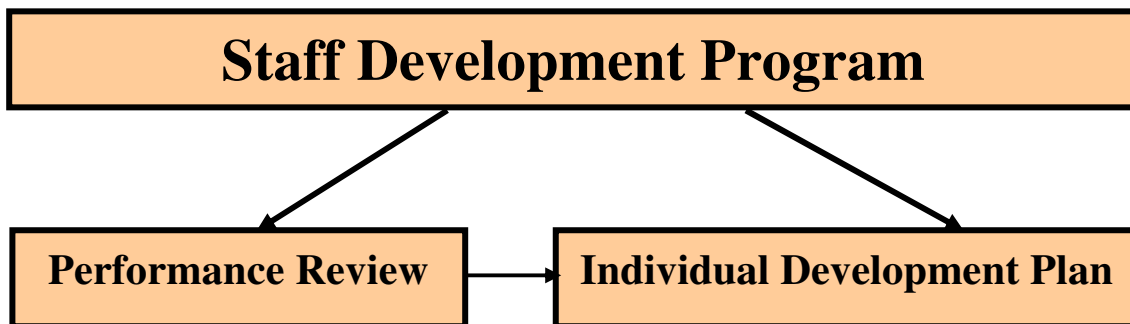 Staff Development Program
Performance Review
Individual Development Plan